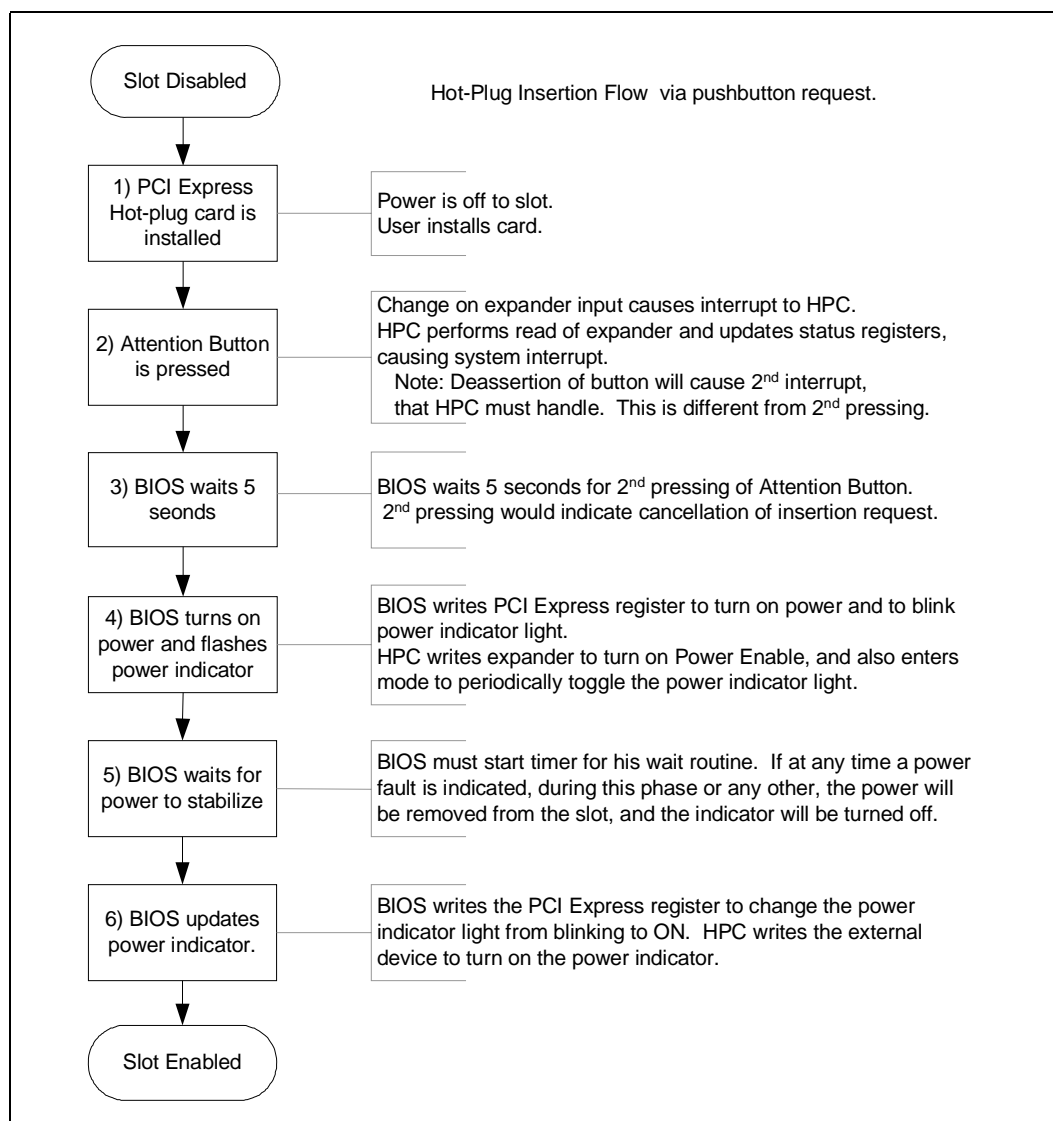 Slot Disabled
Hot-Plug Insertion Flow via pushbutton request.
1) PCI Express
Hot-plug card is
installed
Power is off to slot.
User installs card.
2) Attention Button
is pressed
Change on expander input causes interrupt to HPC.
HPC performs read of expander and updates status registers,
causing system interrupt.
Note: Deassertion of button will cause 2nd interrupt,
that HPC must handle. This is different from 2nd pressing.
3) BIOS waits 5
seonds
BIOS waits 5 seconds for 2nd pressing of Attention Button.
2nd pressing would indicate cancellation of insertion request.
4) BIOS turns on
power and flashes
power indicator
BIOS writes PCI Express register to turn on power and to blink
power indicator light.
HPC writes expander to turn on Power Enable, and also enters
mode to periodically toggle the power indicator light.
5) BIOS waits for
power to stabilize
BIOS must start timer for his wait routine. If at any time a power
fault is indicated, during this phase or any other, the power will
be removed from the slot, and the indicator will be turned off.
6) BIOS updates
power indicator.
BIOS writes the PCI Express register to change the power
indicator light from blinking to ON. HPC writes the external
device to turn on the power indicator.
Slot Enabled